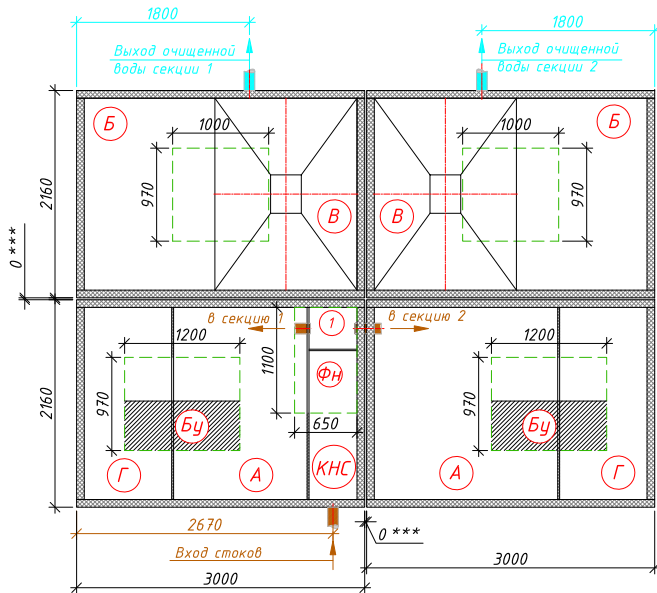 1800
1800
Выход очищенной
воды секции 1
Выход очищенной
воды секции 2
Б
1000
970
В
В
1000
970
Б
2160
0 ***
в секцию 1
1
в секцию 2
1200
1100
Фн
1200
970
Бу
650
970
Бу
2160
Г
А
КНС
А
Г
2670
Вход стоков
0 ***
3000
3000